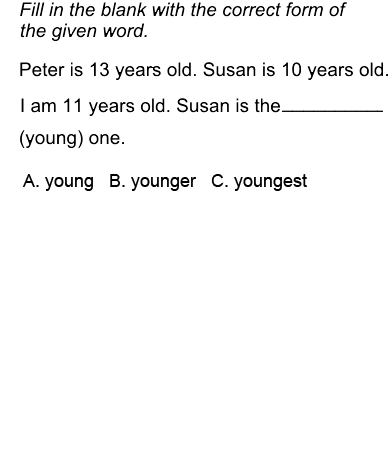 Fill in the blank with the correct form of
the given word.
Peter is 13 years old. Susan is 10 years old.
I am 11 years old. Susan is the__________
(young) one.
A. young B. younger C. youngest